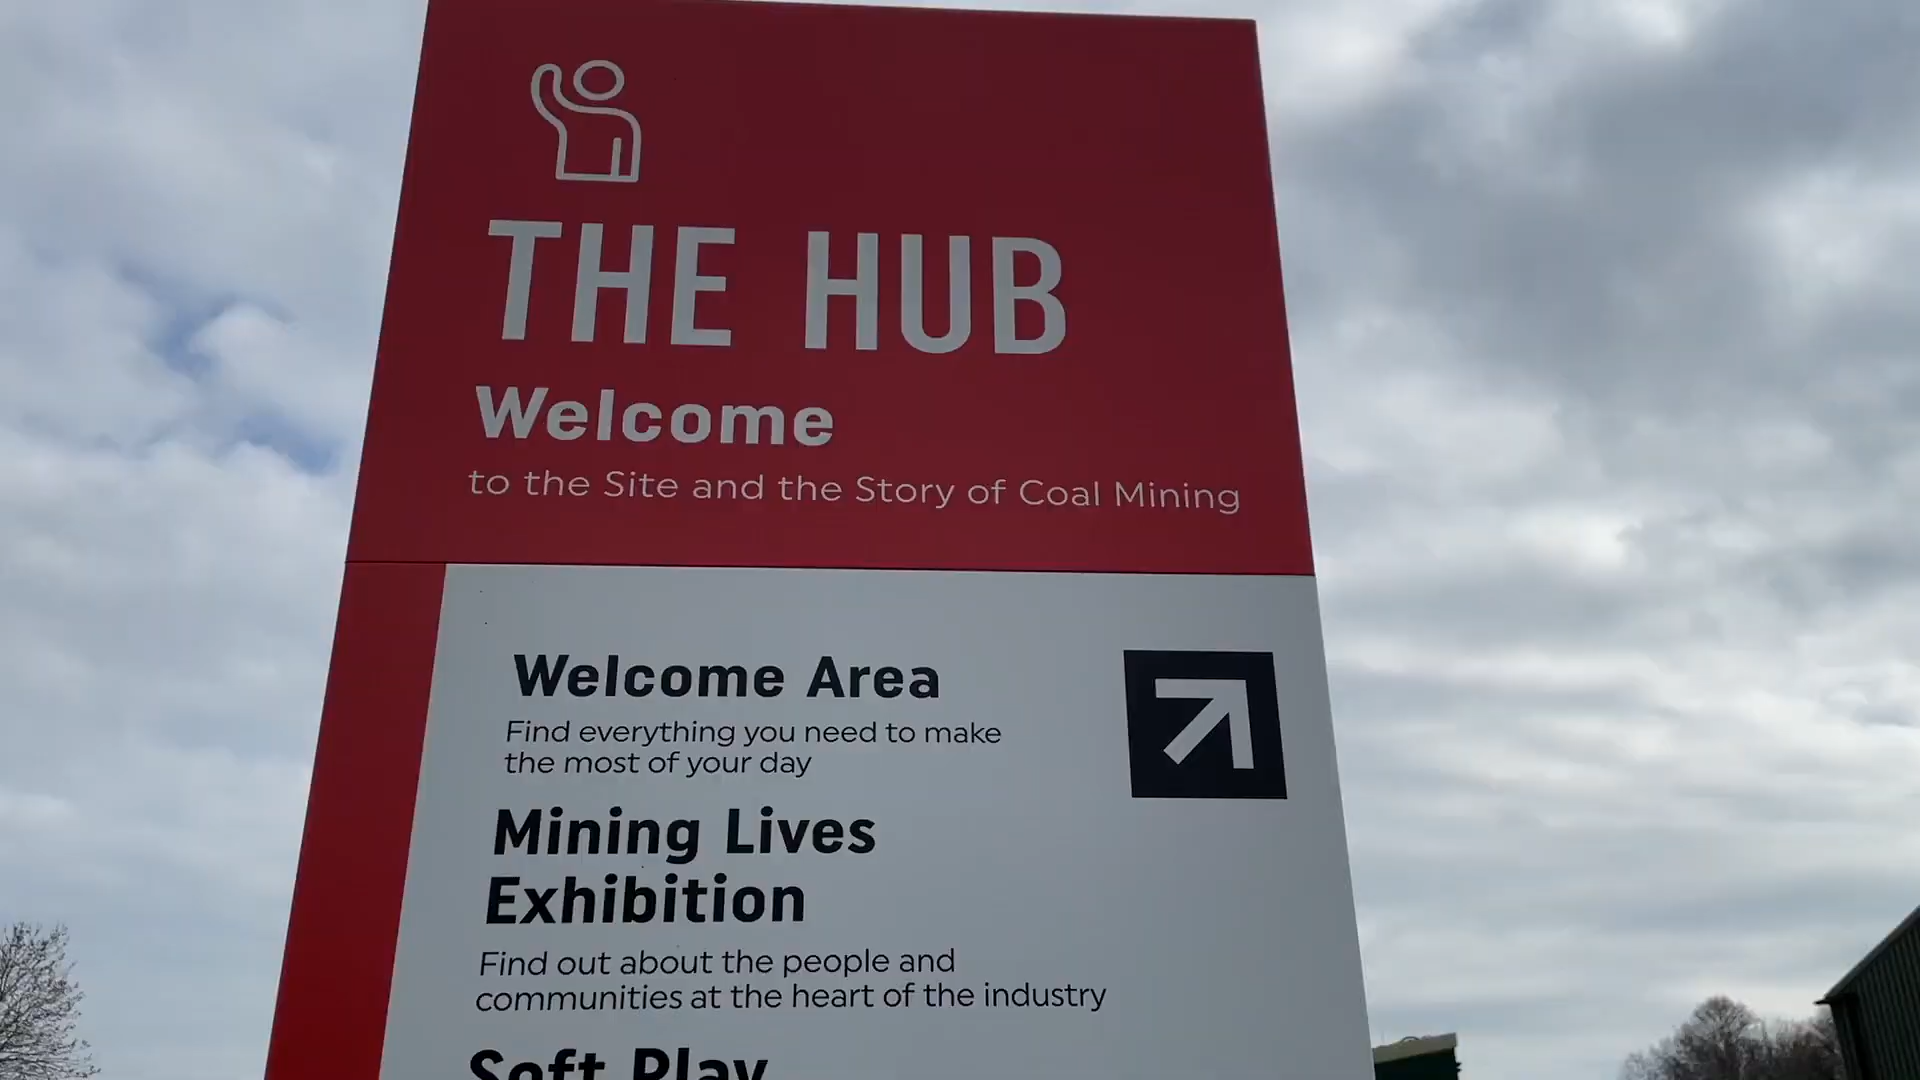 THE HUB
Welcome
to the Site and the Story of Coal Mining
Welcome Area
Find everything you need to make
the most of your day
Mining Lives
Exhibition
Find out about the people and
communities at the heart of the industry
Soft Play